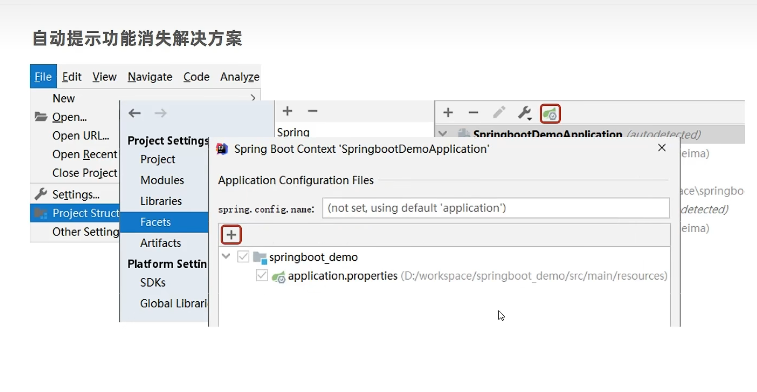 自动提示功能消失解决方案
File Edit View Navigate Code Analyze
New
Open...
Open URL...
Open Recent
Close Project
Settings...
Project Struct
Other Setting
Project Settings
Project
Modules
Libraries
Facets
Artifacts
Platform Settin
SDKs
Global Librari
Spring
SpringbootDemoApplication (autodetected)
eima)
ace\springbo
detected)
eima)
Spring Boot Context 'SpringbootDemoApplication'
Application Configuration Files
spring.config.name: (not set, using default 'application')
springboot_demo
application.properties (D:/workspace/springboot_demo/src/main/resources)